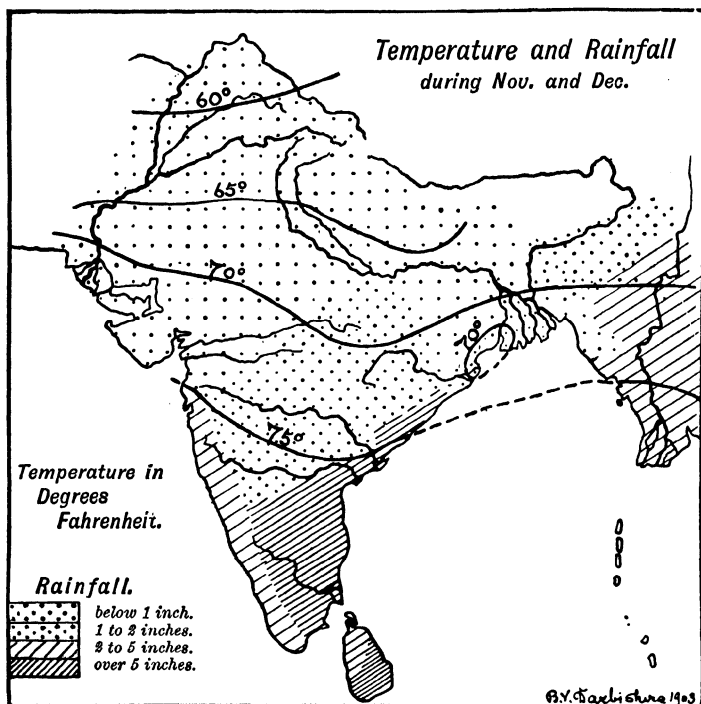 Temperature and Rainfall
during Nov. and Dec.
60°
65°
70°
70°
75°
Temperature in
Degrees
Fahrenheit.
Rainfall.
below 1 inch.
1 to 2 inches.
2 to 5 inches.
over 5 inches.
B.V. Darbishire 1903